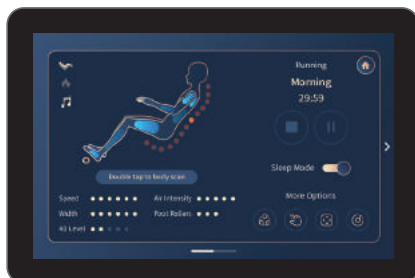 Running
Morning
29:59
Double tap to body scan
Sleep Mode
Speed
Air Intensity
Width
Foot Rollers
4D Level
More Options